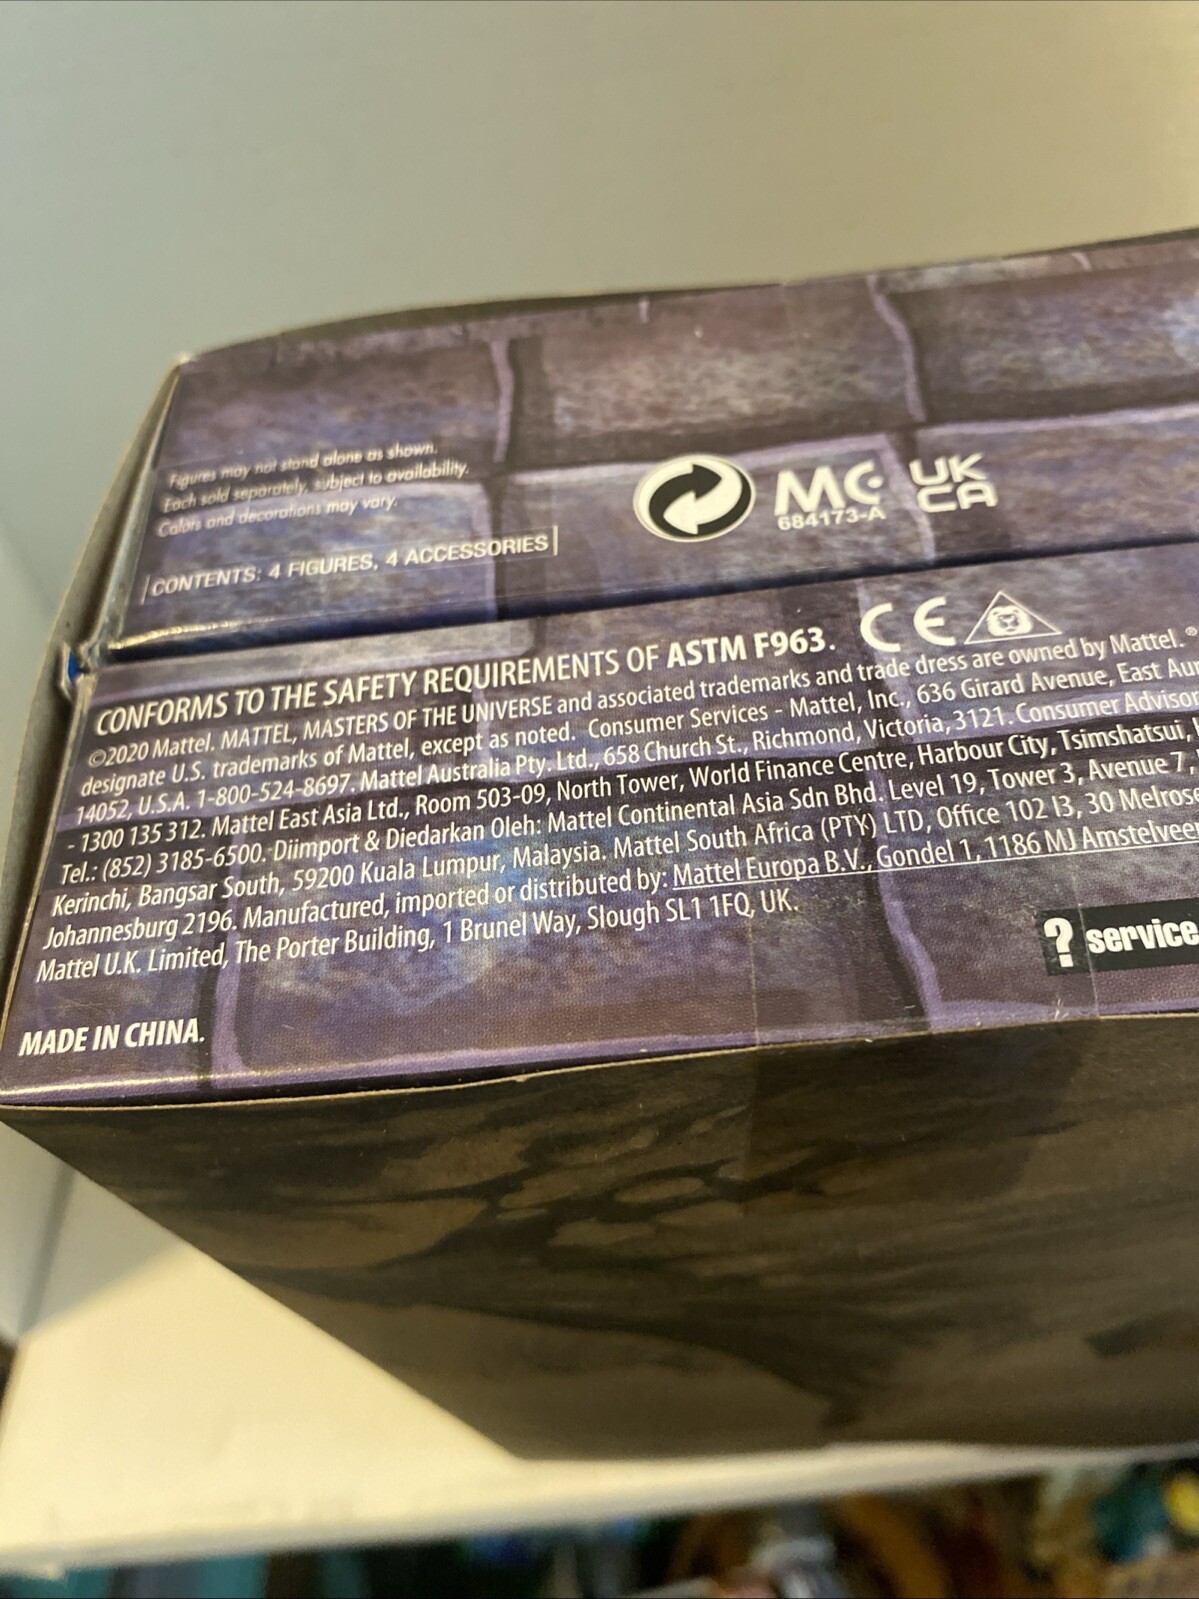 Figures may not stand alone as shown.
Each sold separately, subject to availability.
Colors and decorations may vary.
CONTENTS: 4 FIGURES, 4 ACCESSORIES
MC
684173-A
UK
CA
CONFORMS TO THE SAFETY REQUIREMENTS OF ASTM F963. CE
©2020 Mattel. MATTEL, MASTERS OF THE UNIVERSE and associated trademarks and trade dress are owned by Mattel. ®
designate U.S. trademarks of Mattel, except as noted. Consumer Services - Mattel, Inc., 636 Girard Avenue, East Au
14052, U.S.A. 1-800-524-8697. Mattel Australia Pty. Ltd., 658 Church St., Richmond, Victoria, 3121. Consumer Advisor
- 1300 135 312. Mattel East Asia Ltd., Room 503-09, North Tower, World Finance Centre, Harbour City, Tsimshatsui,
Tel.: (852) 3185-6500. Diimport & Diedarkan Oleh: Mattel Continental Asia Sdn Bhd. Level 19, Tower 3, Avenue 7,
Kerinchi, Bangsar South, 59200 Kuala Lumpur, Malaysia. Mattel South Africa (PTY) LTD, Office 102 I3, 30 Melrose
Johannesburg 2196. Manufactured, imported or distributed by: Mattel Europa B.V., Gondel 1, 1186 MJ Amstelvee
Mattel U.K. Limited, The Porter Building, 1 Brunel Way, Slough SL1 1FQ, UK.
? service.
MADE IN CHINA.